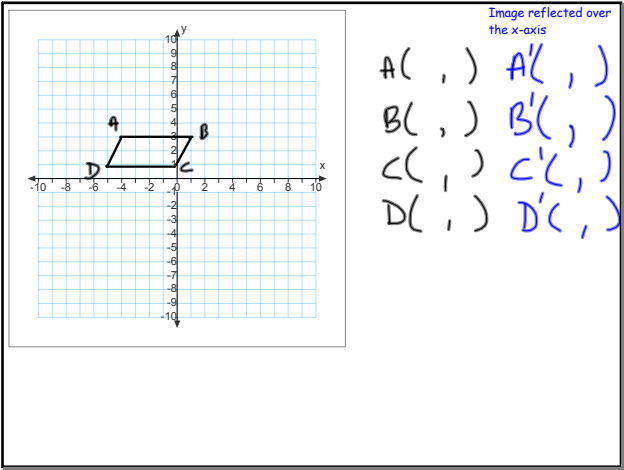 Image reflected over
the x-axis
y
10
9
8
7
6
5
4
3
2
1
-1
-2
-3
-4
-5
-6
-7
-8
-9
-10
x
-10 -8 -6 -4 -2 0 2 4 6 8 10
A B
D C
A( , ) A'( , )
B( , ) B'( , )
C( , ) C'( , )
D( , ) D'( , )